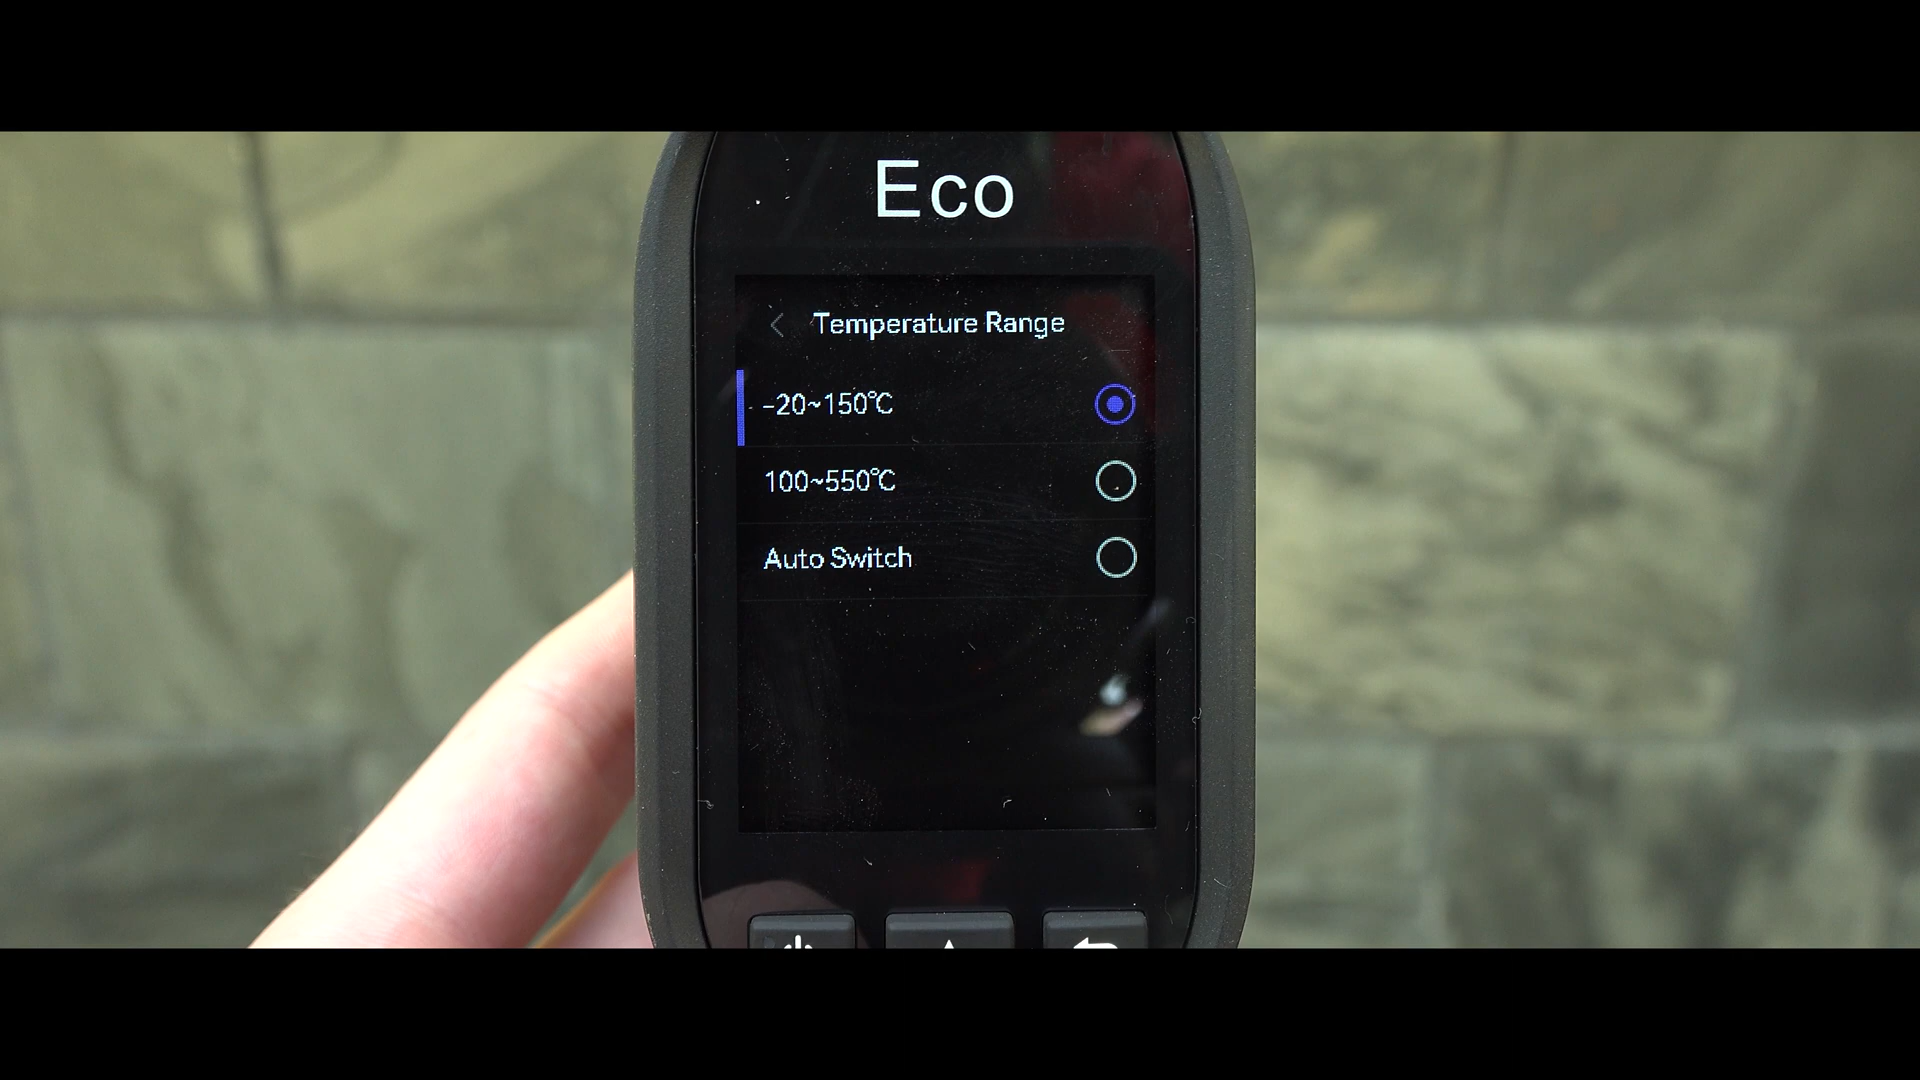 Eco
Temperature Range
-20~150℃
100~550℃
Auto Switch